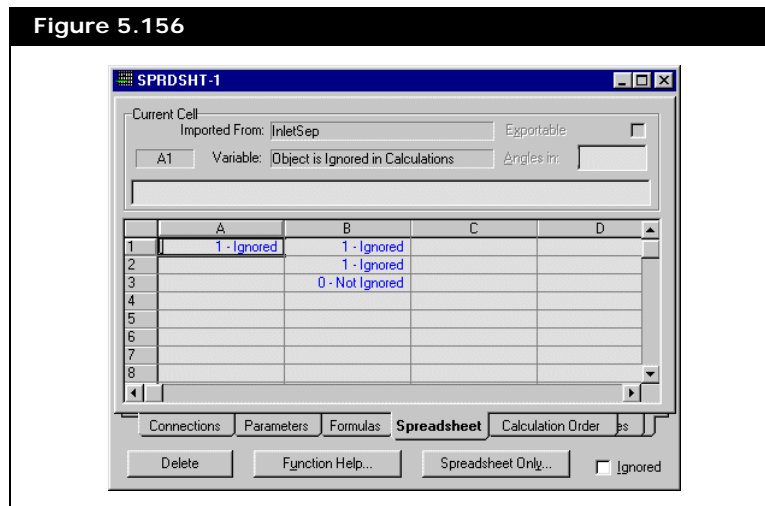 Figure 5.156
SPRDSHT-1
Current Cell
Imported From: InletSep Exportable
A1 Variable: Object is Ignored in Calculations Angles in:
A B C D
1 1 - Ignored 1 - Ignored
2 1 - Ignored
3 0 - Not Ignored
4
5
6
7
8
Connections Parameters Formulas Spreadsheet Calculation Order es
Delete Function Help... Spreadsheet Only... Ignored